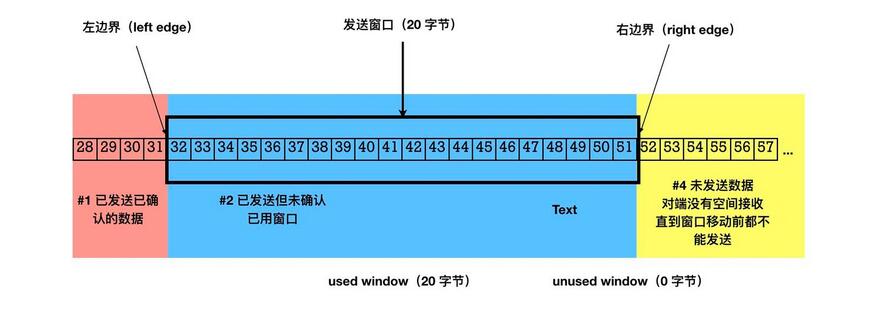 左边界（left edge）
发送窗口（20 字节）
右边界（right edge）
28 29 30 31 32 33 34 35 36 37 38 39 40 41 42 43 44 45 46 47 48 49 50 51 52 53 54 55 56 57 ...
#1 已发送已确
认的数据
#2 已发送但未确认
已用窗口
Text
#4 未发送数据
对端没有空间接收
直到窗口移动前都不
能发送
used window（20 字节）
unused window（0 字节）